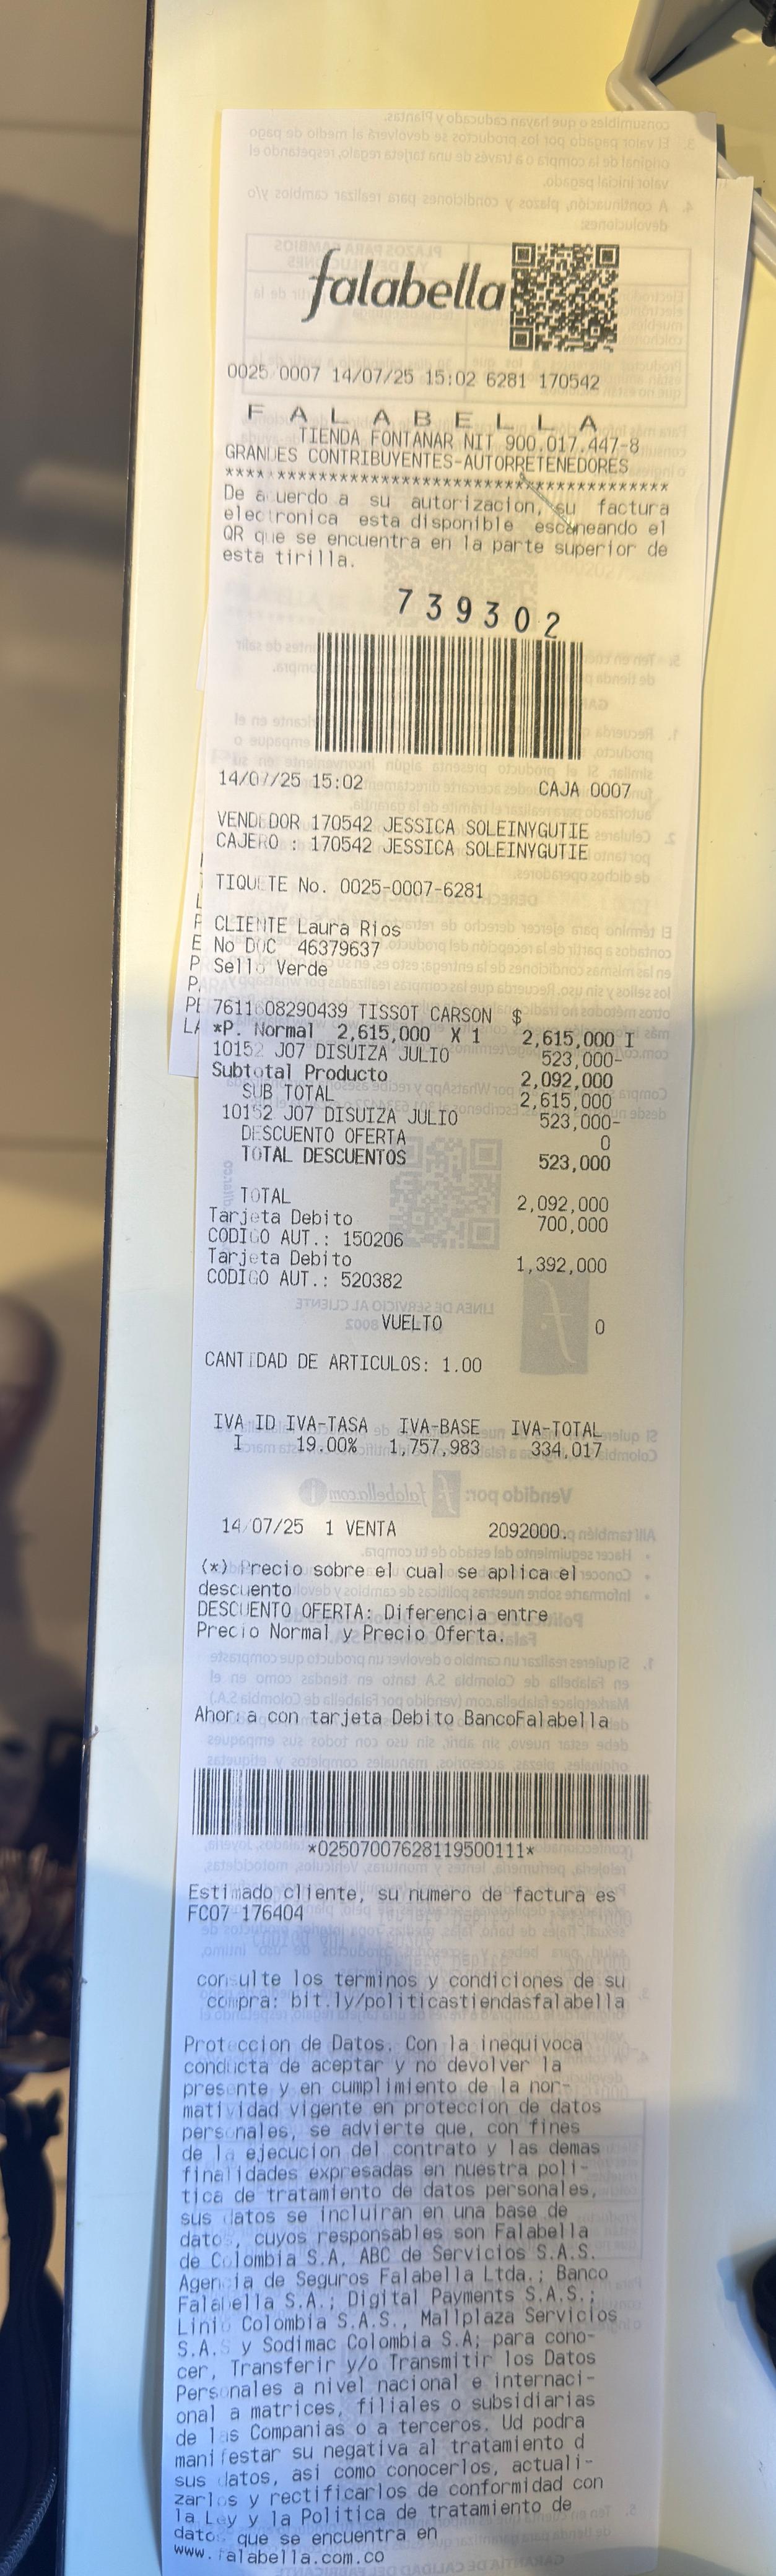 falabella
0025 0007 14/07/25 15:02 6281 170542
F A L A B E L L A
TIENDA FONTANAR NIT 900.017.447-8
GRANDES CONTRIBUYENTES-AUTORRETENEDORES
De acuerdo a su autorizacion, su factura
electronica esta disponible escaneando el
QR que se encuentra en la parte superior de
esta tirilla.
739302
14/07/25 15:02 CAJA 0007
VENDEDOR 170542 JESSICA SOLEINYGUTIE
CAJERO : 170542 JESSICA SOLEINYGUTIE
TIQUETE No. 0025-0007-6281
CLIENTE Laura Rios
No DOC 46379637
Sello Verde
7611608290439 TISSOT CARSON $
*P. Normal 2,615,000 X 1 2,615,000 I
10152 J07 DISUIZA JULIO 523,000-
Subtotal Producto 2,092,000
SUB TOTAL 2,615,000
10152 J07 DISUIZA JULIO 523,000-
DESCUENTO OFERTA 0
TOTAL DESCUENTOS 523,000
TOTAL 2,092,000
Tarjeta Debito 700,000
CODIGO AUT.: 150206
Tarjeta Debito 1,392,000
CODIGO AUT.: 520382
VUELTO 0
CANTIDAD DE ARTICULOS: 1.00
IVA ID IVA-TASA IVA-BASE IVA-TOTAL
I 19.00% 1,757,983 334,017
14/07/25 1 VENTA 2092000.
(*) Precio sobre el cual se aplica el
descuento
DESCUENTO OFERTA: Diferencia entre
Precio Normal y Precio Oferta.
Ahorra con tarjeta Debito BancoFalabella
*02507007628119500111*
Estimado cliente, su numero de factura es
FC07 176404
consulte los terminos y condiciones de su
compra: bit.ly/politicastiendasfalabella
Proteccion de Datos. Con la inequivoca
conducta de aceptar y no devolver la
presente y en cumplimiento de la nor-
matividad vigente en proteccion de datos
personales, se advierte que, con fines
de la ejecucion del contrato y las demas
finalidades expresadas en nuestra poli-
tica de tratamiento de datos personales,
sus datos se incluiran en una base de
datos, cuyos responsables son Falabella
de Colombia S.A, ABC de Servicios S.A.S.
Agencia de Seguros Falabella Ltda.; Banco
Falabella S.A.; Digital Payments S.A.S.;
Linio Colombia S.A.S., Mallplaza Servicios
S.A.S y Sodimac Colombia S.A; para cono-
cer, Transferir y/o Transmitir los Datos
Personales a nivel nacional e internaci-
onal a matrices, filiales o subsidiarias
de las Companias o a terceros. Ud podra
manifestar su negativa al tratamiento d
sus datos, asi como conocerlos, actuali-
zarlos y rectificarlos de conformidad con
la Ley y la Politica de tratamiento de
datos que se encuentra en
www.falabella.com.co